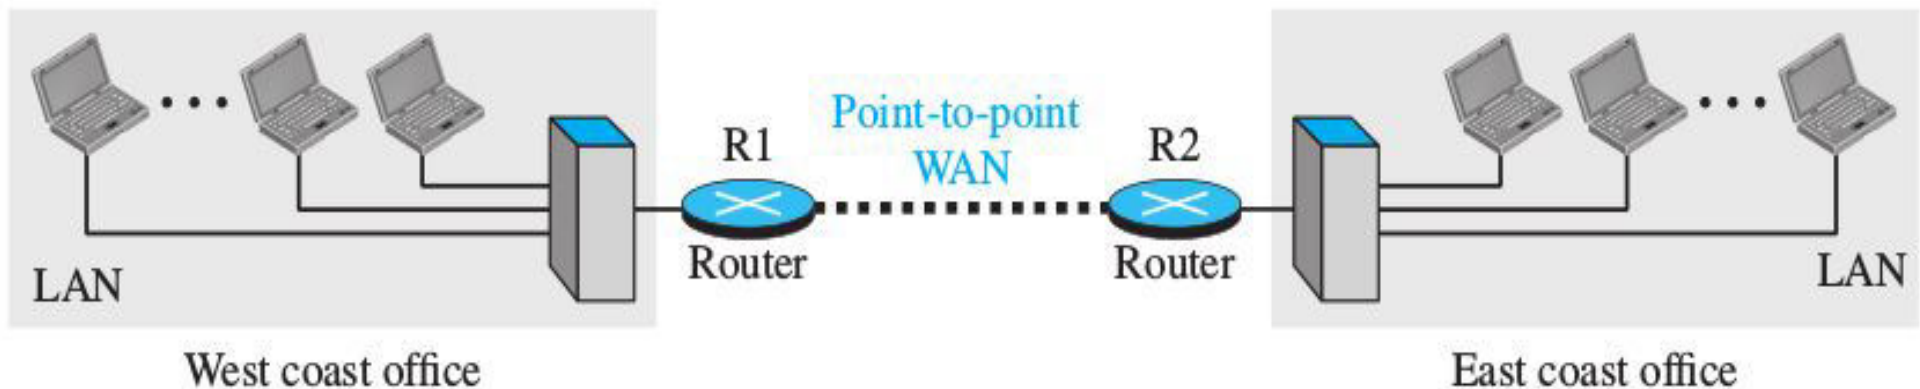 R1
Point-to-point
WAN
R2
Router
Router
LAN
LAN
West coast office
East coast office